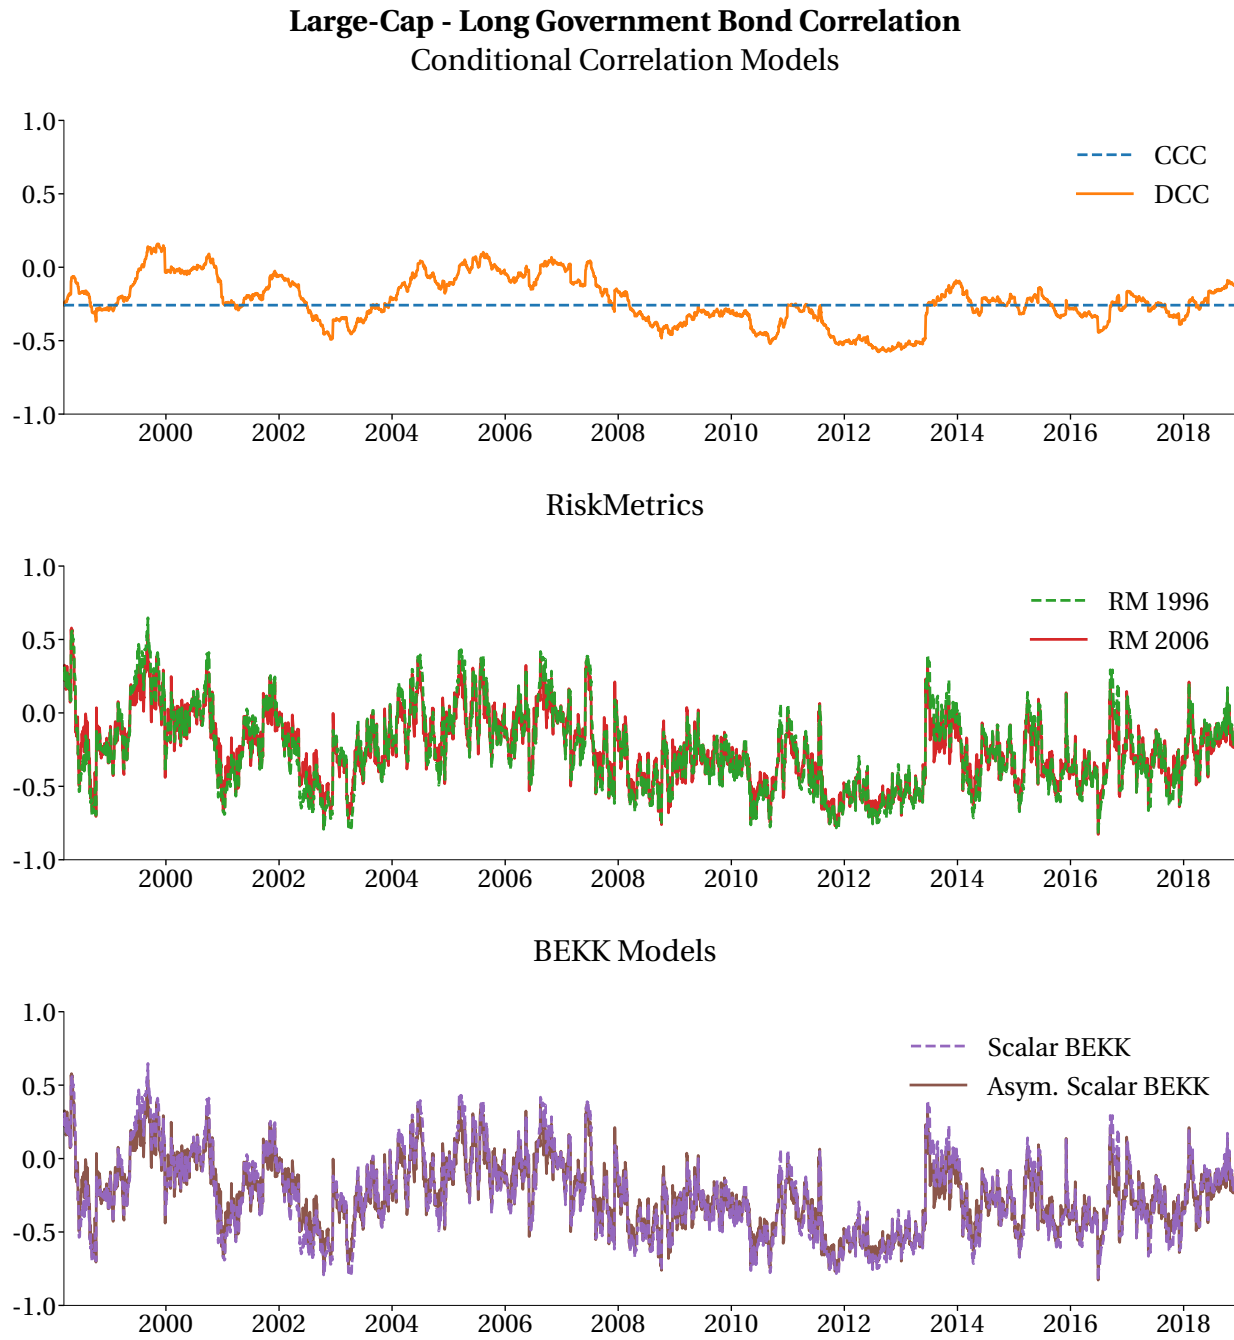 Large-Cap - Long Government Bond Correlation
Conditional Correlation Models
1.0
0.5
0.0
-0.5
-1.0
CCC
DCC
2000 2002 2004 2006 2008 2010 2012 2014 2016 2018
RiskMetrics
1.0
0.5
0.0
-0.5
-1.0
RM 1996
RM 2006
2000 2002 2004 2006 2008 2010 2012 2014 2016 2018
BEKK Models
1.0
0.5
0.0
-0.5
-1.0
Scalar BEKK
Asym. Scalar BEKK
2000 2002 2004 2006 2008 2010 2012 2014 2016 2018